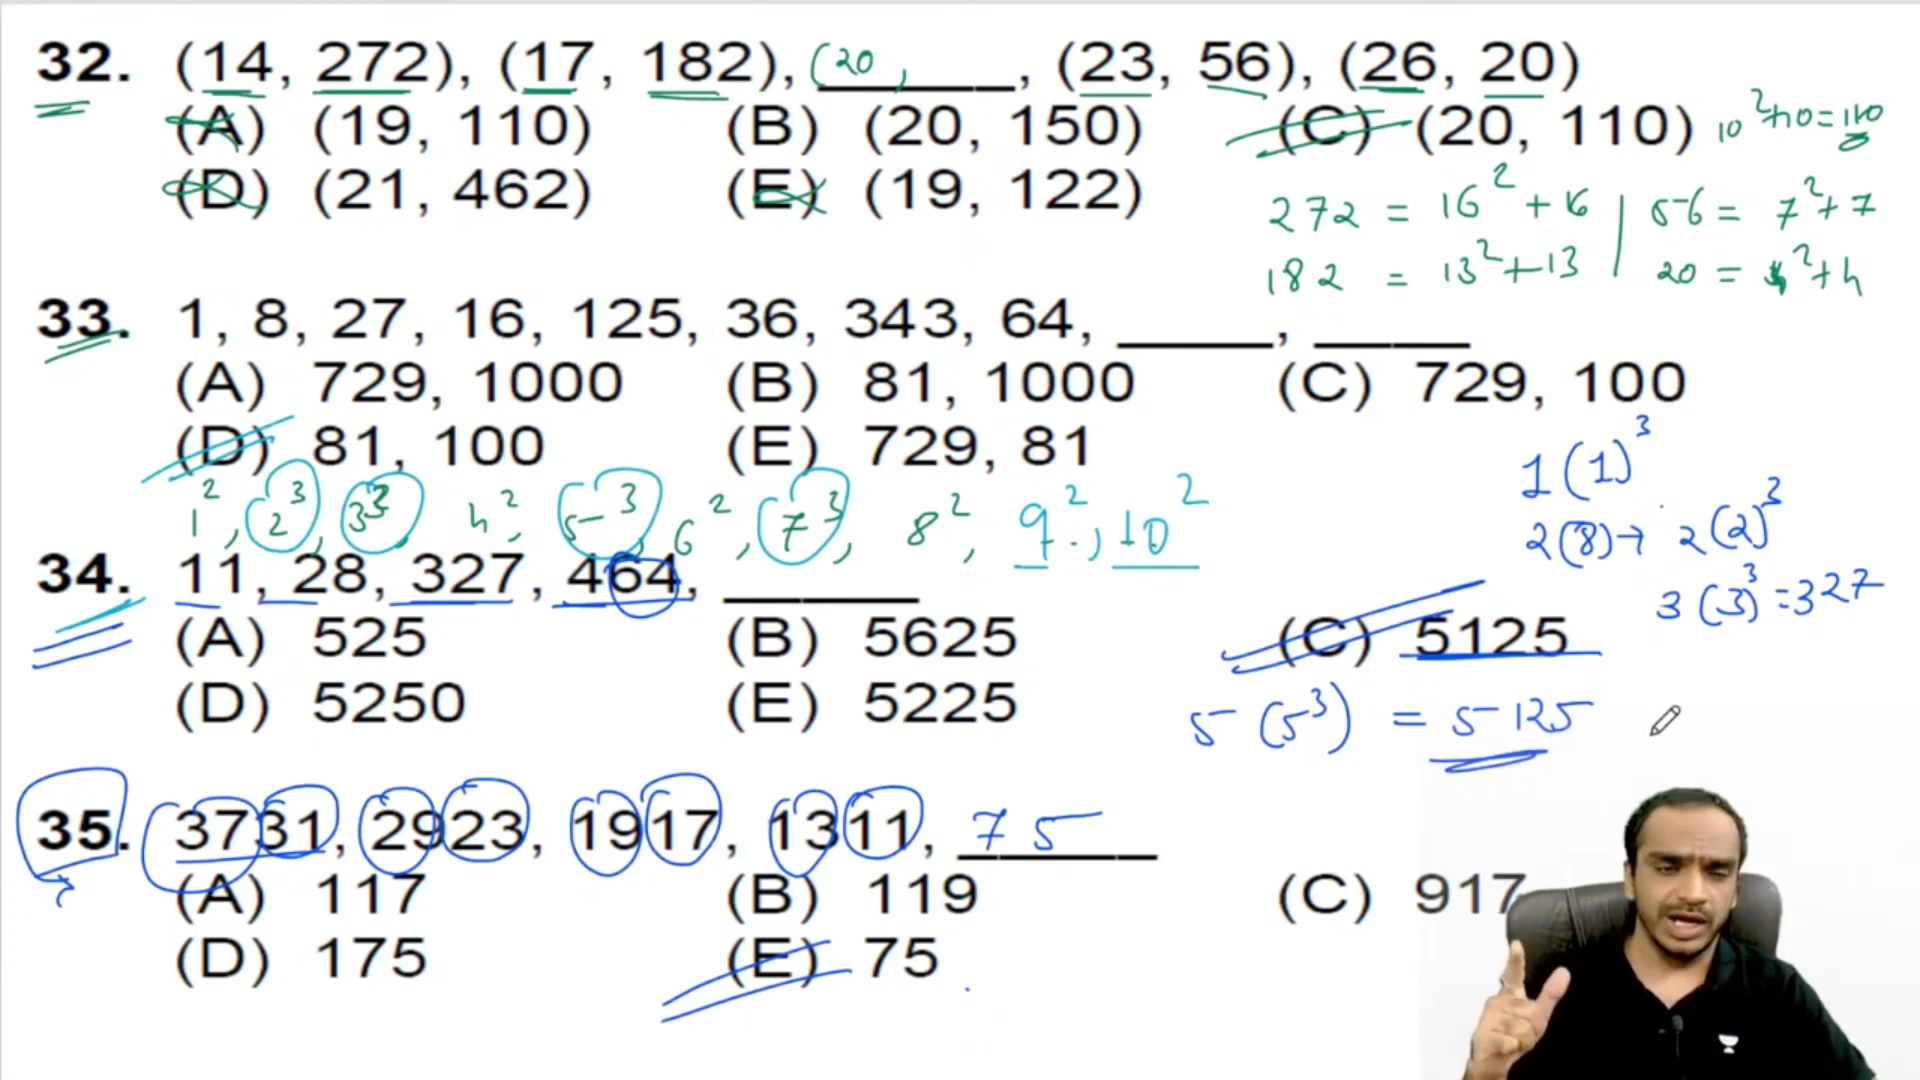 32. (14, 272), (17, 182), (20, ____, (23, 56), (26, 20)
(A) (19, 110) (B) (20, 150) (C) (20, 110) 10²+10=110
(D) (21, 462) (E) (19, 122)
272 = 16²+16 | 56 = 7²+7
182 = 13²+13 | 20 = 4²+4
33. 1, 8, 27, 16, 125, 36, 343, 64, ____, ____
(A) 729, 1000 (B) 81, 1000 (C) 729, 100
(D) 81, 100 (E) 729, 81
1², 2³, 3³, 4², 5³, 6², 7³, 8², 9², 10²
1(1)³
2(8)→ 2(2)³
3(3)³=327
34. 11, 28, 327, 464, _____
(A) 525 (B) 5625 (C) 5125
(D) 5250 (E) 5225
5(5³) = 5125
35. 3731, 2923, 1917, 1311, 75
(A) 117 (B) 119 (C) 917
(D) 175 (E) 75